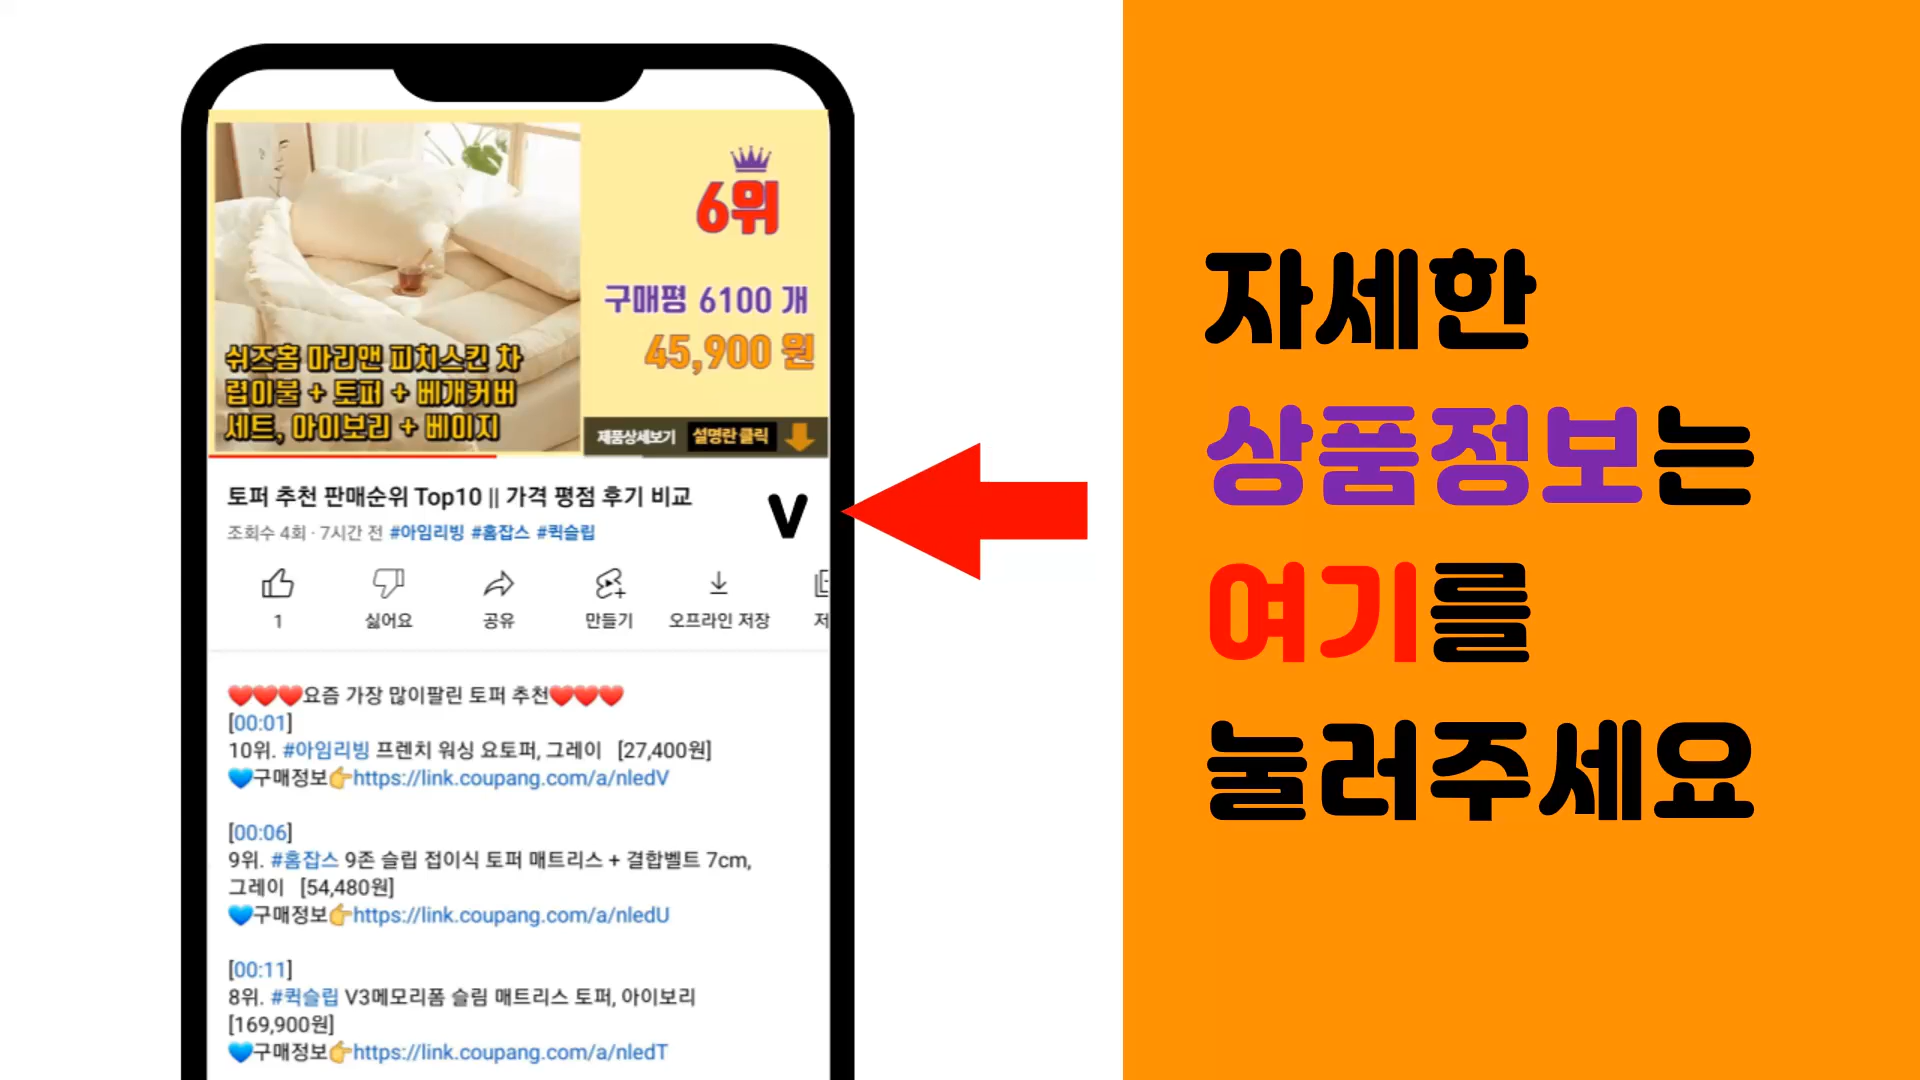 6위
구매평 6100 개
45,900 원
쉬즈홈 마리앤 피치스킨 차
렵이불 + 토퍼 + 베개커버
세트, 아이보리 + 베이지
제품상세보기 설명란 클릭
토퍼 추천 판매순위 Top10 || 가격 평점 후기 비교
V
조회수 4회 · 7시간 전 #아임리빙 #홈잡스 #퀵슬립
1 싫어요 공유 만들기 오프라인 저장 저
❤️❤️❤️요즘 가장 많이팔린 토퍼 추천❤️❤️❤️
[00:01]
10위. #아임리빙 프렌치 워싱 요토퍼, 그레이 [27,400원]
💙구매정보👉https://link.coupang.com/a/nledV
[00:06]
9위. #홈잡스 9존 슬립 접이식 토퍼 매트리스 + 결합벨트 7cm,
그레이 [54,480원]
💙구매정보👉https://link.coupang.com/a/nledU
[00:11]
8위. #퀵슬립 V3메모리폼 슬림 매트리스 토퍼, 아이보리
[169,900원]
💙구매정보👉https://link.coupang.com/a/nledT
자세한
상품정보는
여기를
눌러주세요